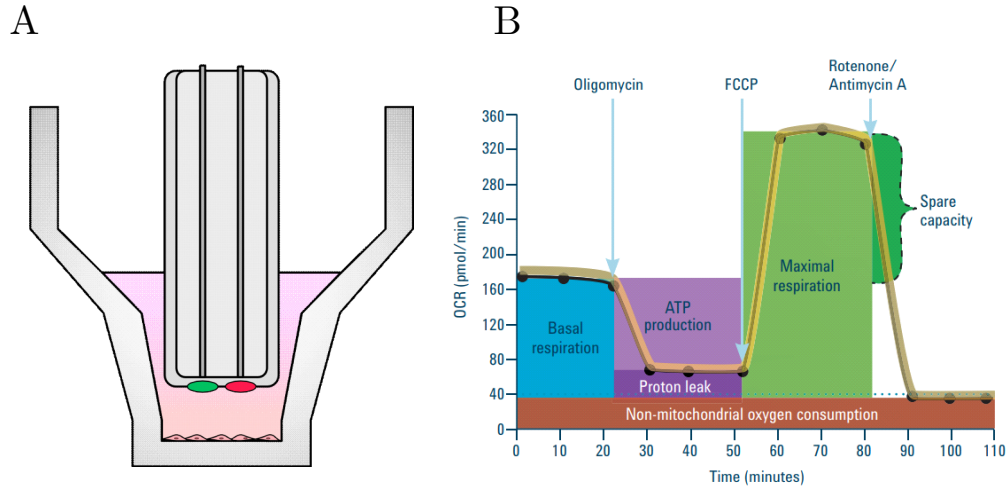 A
B
Oligomycin
FCCP
Rotenone/
Antimycin A
360
320
280
240
200
160
120
80
40
0
OCR (pmol/min)
Basal
respiration
ATP
production
Proton leak
Maximal
respiration
Spare
capacity
Non-mitochondrial oxygen consumption
0 10 20 30 40 50 60 70 80 90 100 110
Time (minutes)